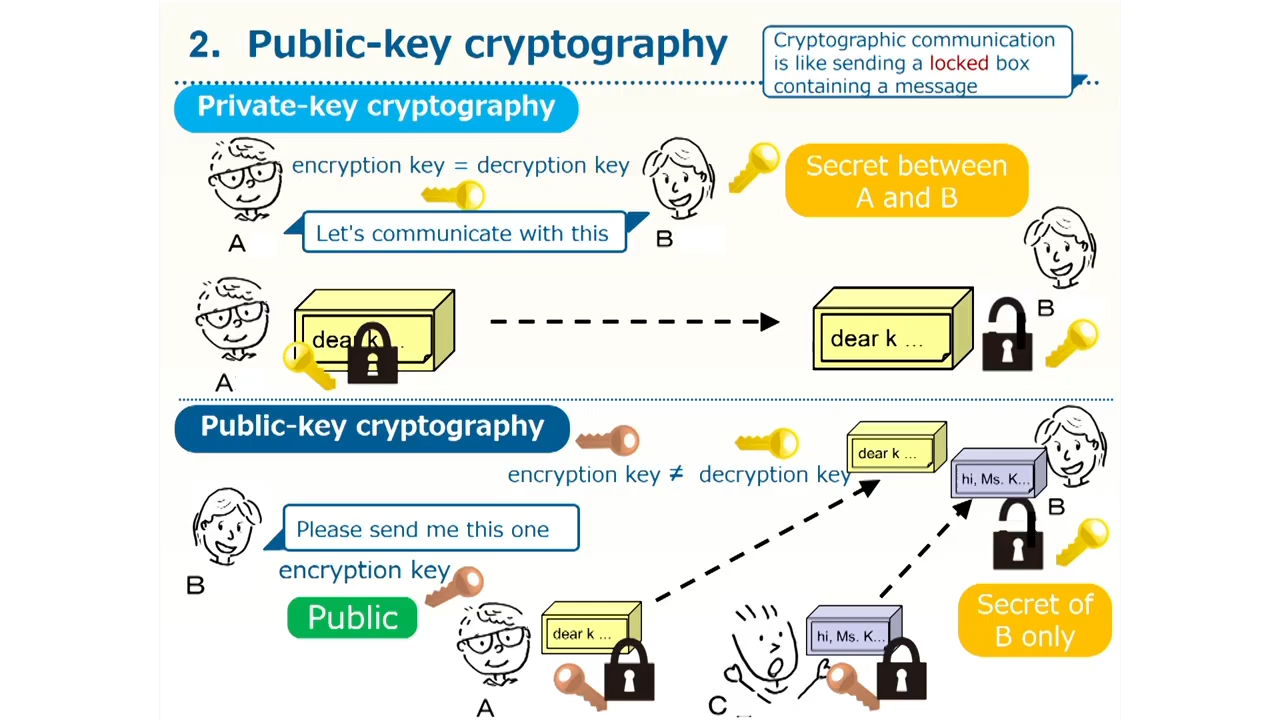 2. Public-key cryptography
Cryptographic communication
is like sending a locked box
containing a message
Private-key cryptography
encryption key = decryption key
Secret between
A and B
Let's communicate with this
A
B
B
dear k ...
dear k ...
A
Public-key cryptography
encryption key ≠ decryption key
dear k ...
hi, Ms. K...
B
Please send me this one
B
encryption key
Public
Secret of
B only
dear k ...
hi, Ms. K...
A
C